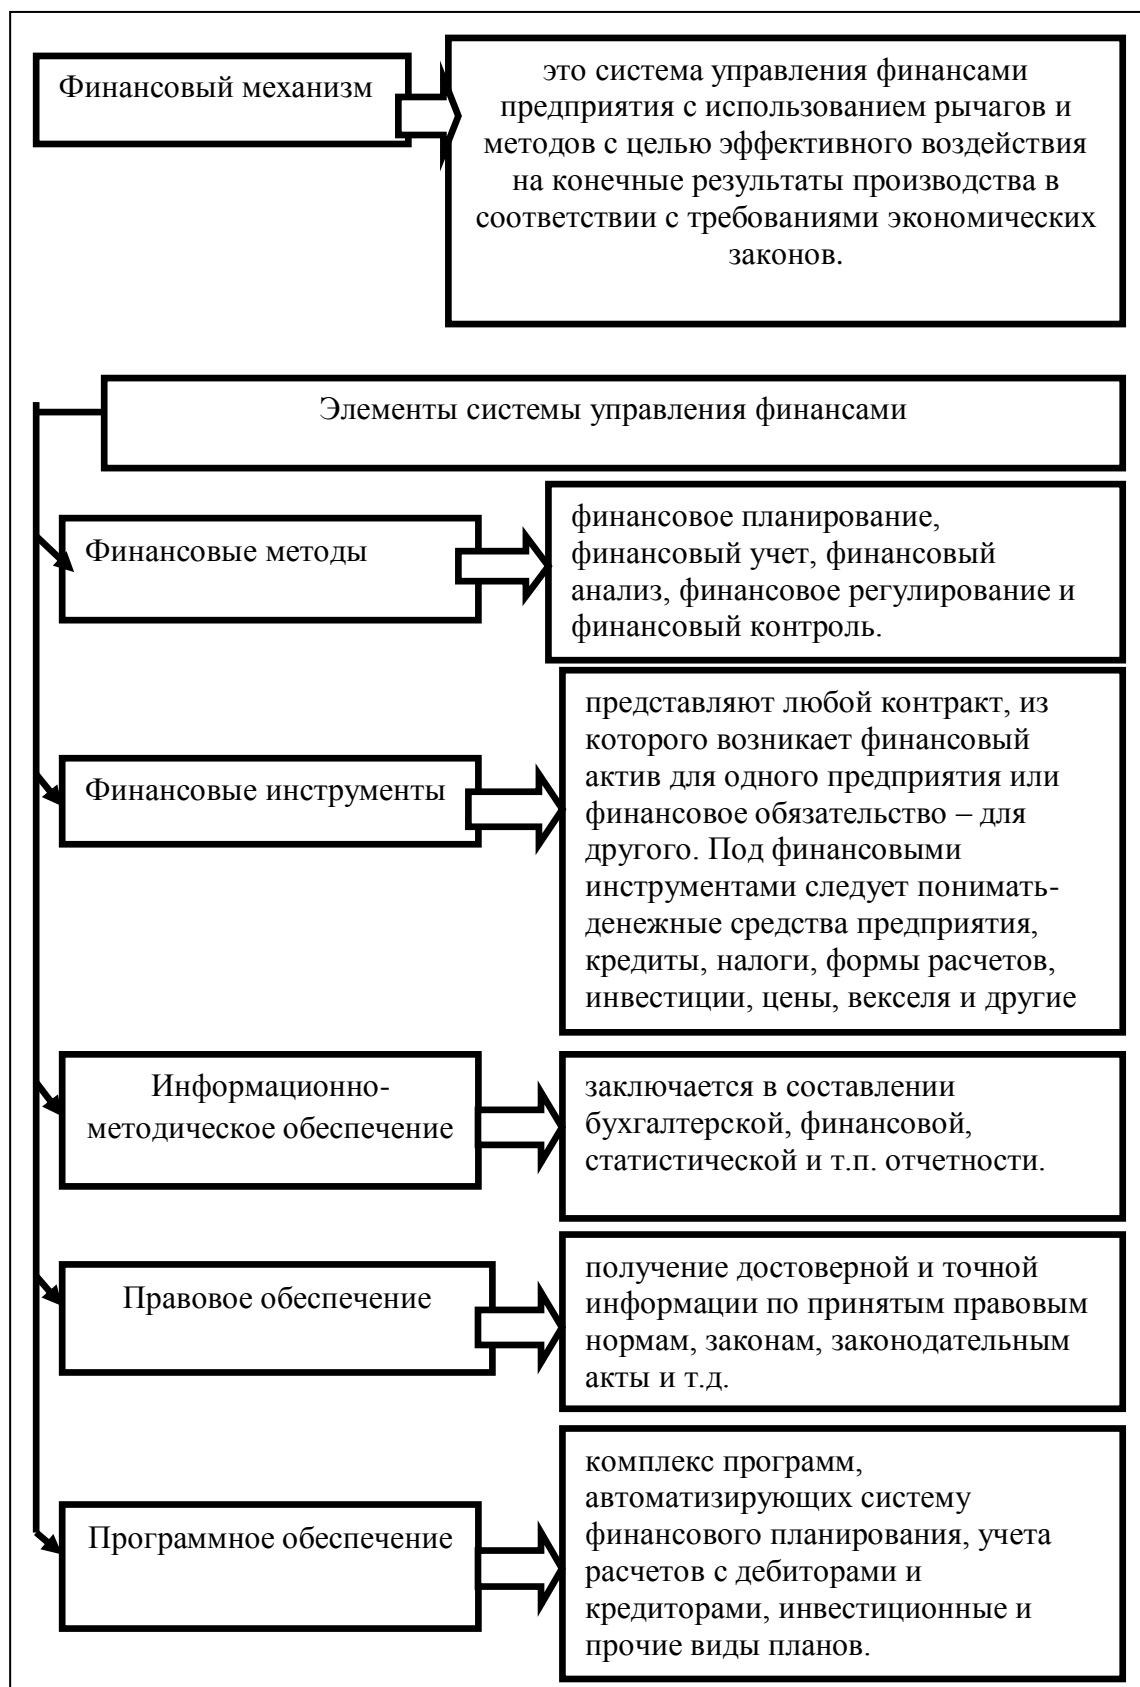 Финансовый механизм
это система управления финансами
предприятия с использованием рычагов и
методов с целью эффективного воздействия
на конечные результаты производства в
соответствии с требованиями экономических
законов.
Элементы системы управления финансами
Финансовые методы
финансовое планирование,
финансовый учет, финансовый
анализ, финансовое регулирование и
финансовый контроль.
Финансовые инструменты
представляют любой контракт, из
которого возникает финансовый
актив для одного предприятия или
финансовое обязательство – для
другого. Под финансовыми
инструментами следует понимать-
денежные средства предприятия,
кредиты, налоги, формы расчетов,
инвестиции, цены, векселя и другие
Информационно-
методическое обеспечение
заключается в составлении
бухгалтерской, финансовой,
статистической и т.п. отчетности.
Правовое обеспечение
получение достоверной и точной
информации по принятым правовым
нормам, законам, законодательным
акты и т.д.
Программное обеспечение
комплекс программ,
автоматизирующих систему
финансового планирования, учета
расчетов с дебиторами и
кредиторами, инвестиционные и
прочие виды планов.